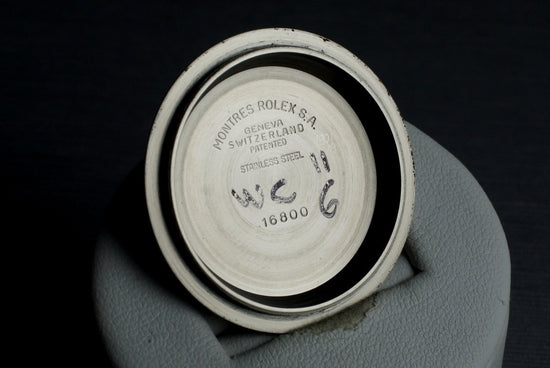 MONTRES ROLEX S.A.
GENEVA
SWITZERLAND
PATENTED
STAINLESS STEEL
WC 11
6
16800